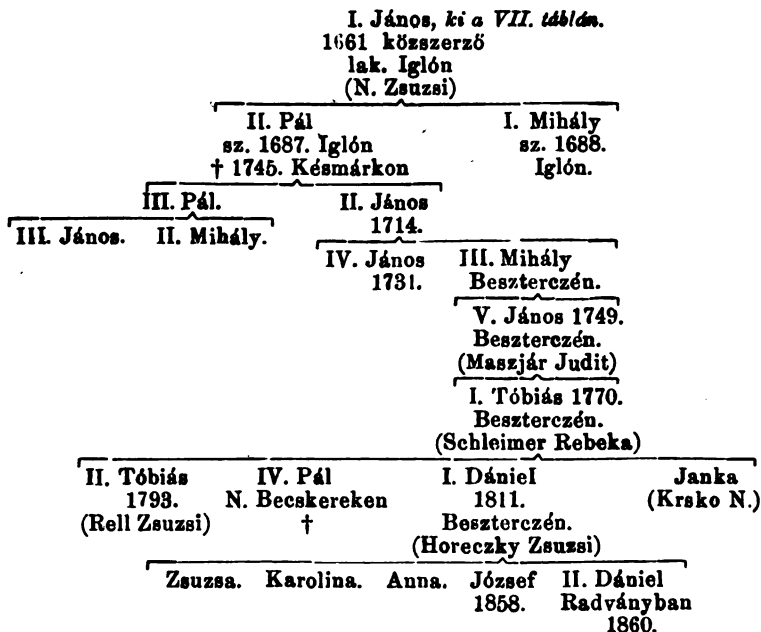 I. János, ki a VII. táblán.
1661 közszerző
lak. Iglón
(N. Zsuzsi)
II. Pál I. Mihály
sz. 1687. Iglón sz. 1688.
† 1745. Késmárkon Iglón.
III. Pál. II. János
1714.
III. János. II. Mihály.
IV. János III. Mihály
1731. Beszterczén.
V. János 1749.
Beszterczén.
(Maszjár Judit)
I. Tóbiás 1770.
Beszterczén.
(Schleimer Rebeka)
II. Tóbiás IV. Pál I. Dániel Janka
1793. N. Becskereken 1811. (Krsko N.)
(Rell Zsuzsi) † Beszterczén.
(Horeczky Zsuzsi)
Zsuzsa. Karolina. Anna. József II. Dániel
1858. Radványban
1860.